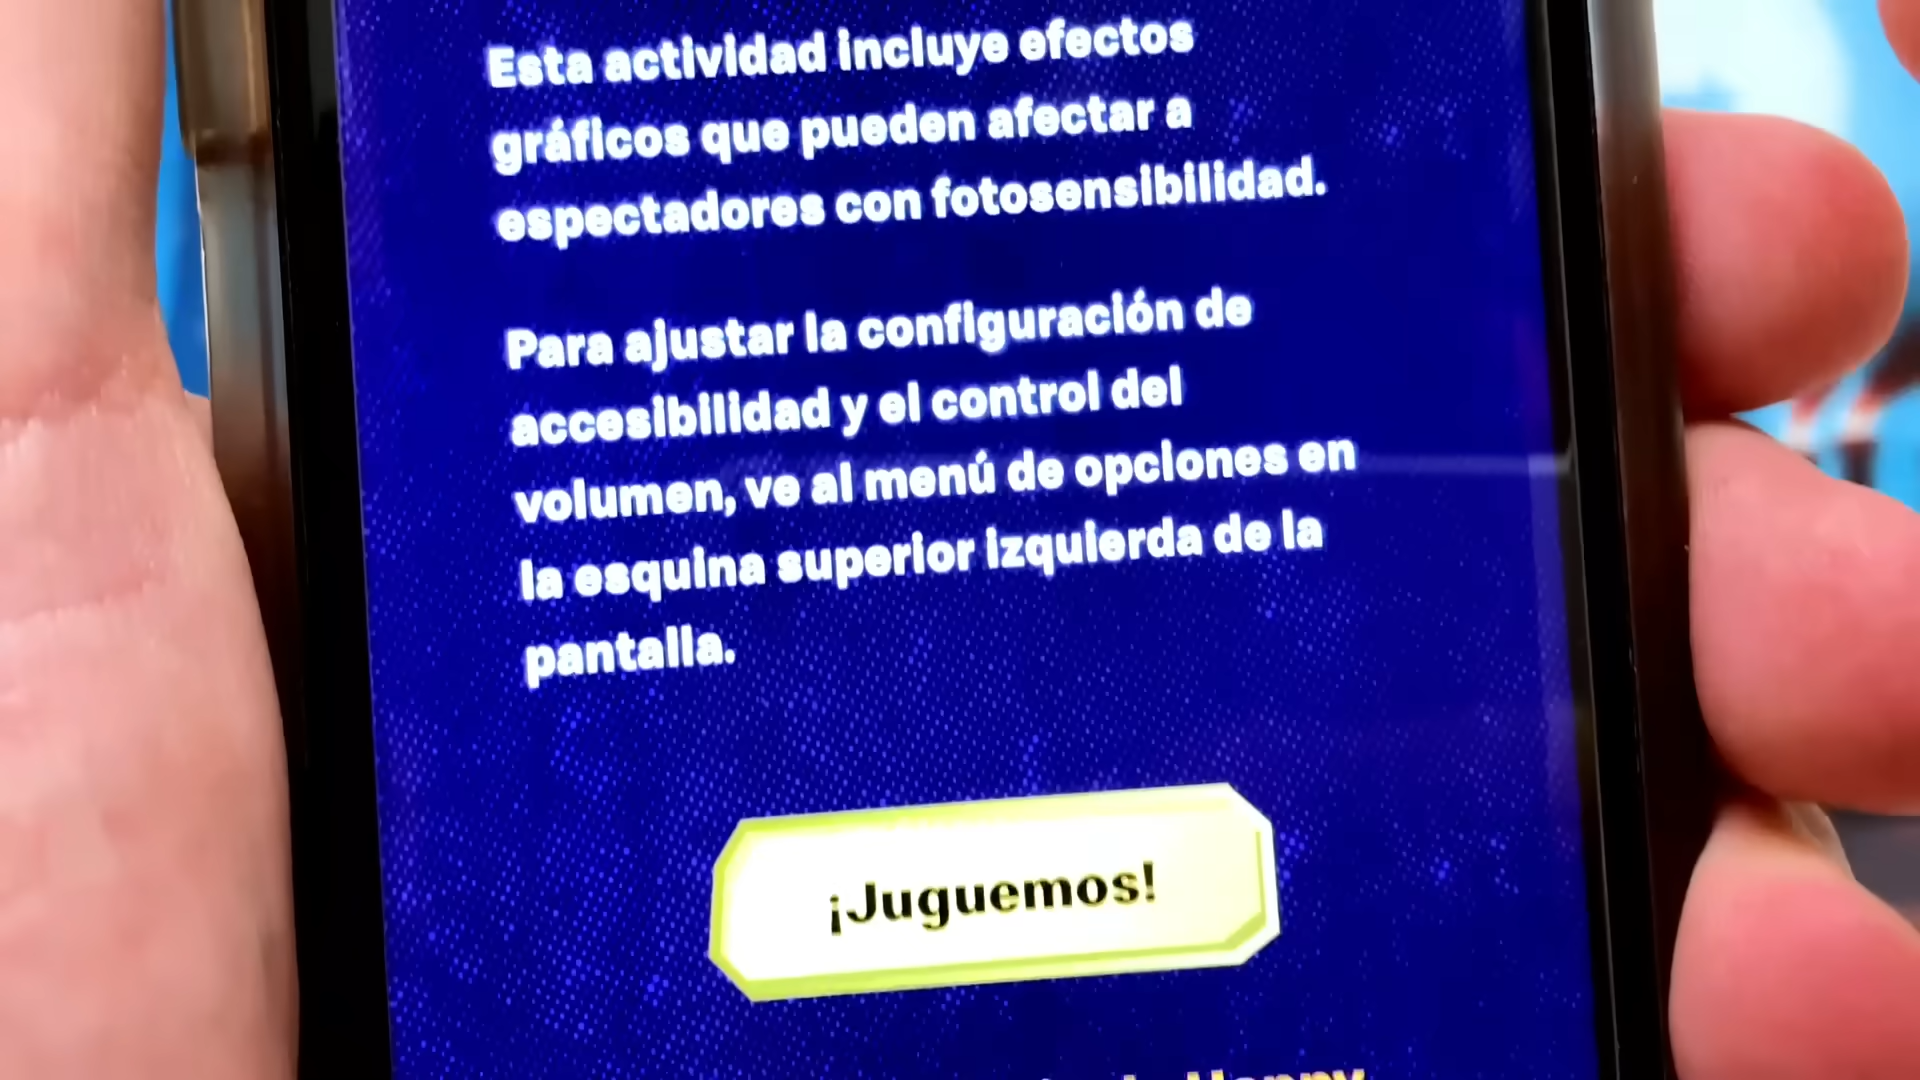 Esta actividad incluye efectos
gráficos que pueden afectar a
espectadores con fotosensibilidad.
Para ajustar la configuración de
accesibilidad y el control del
volumen, ve al menú de opciones en
la esquina superior izquierda de la
pantalla.
¡Juguemos!
Happy